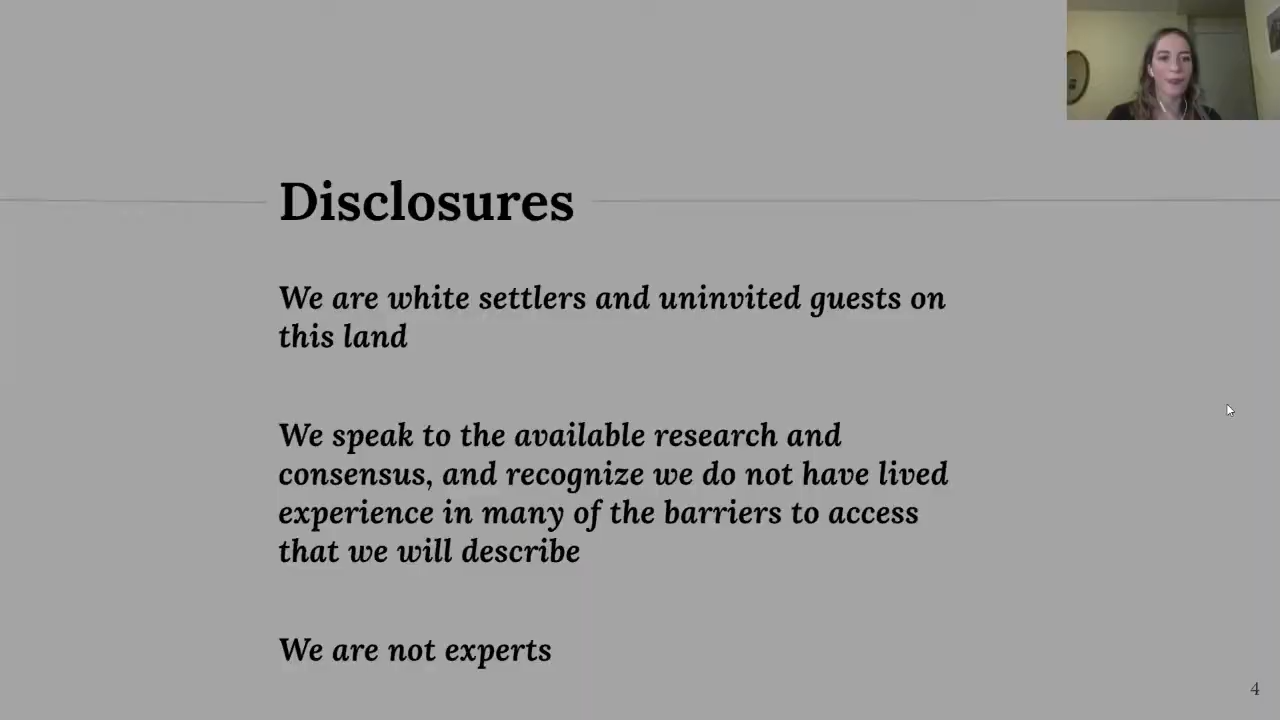 Disclosures
We are white settlers and uninvited guests on
this land
We speak to the available research and
consensus, and recognize we do not have lived
experience in many of the barriers to access
that we will describe
We are not experts
4